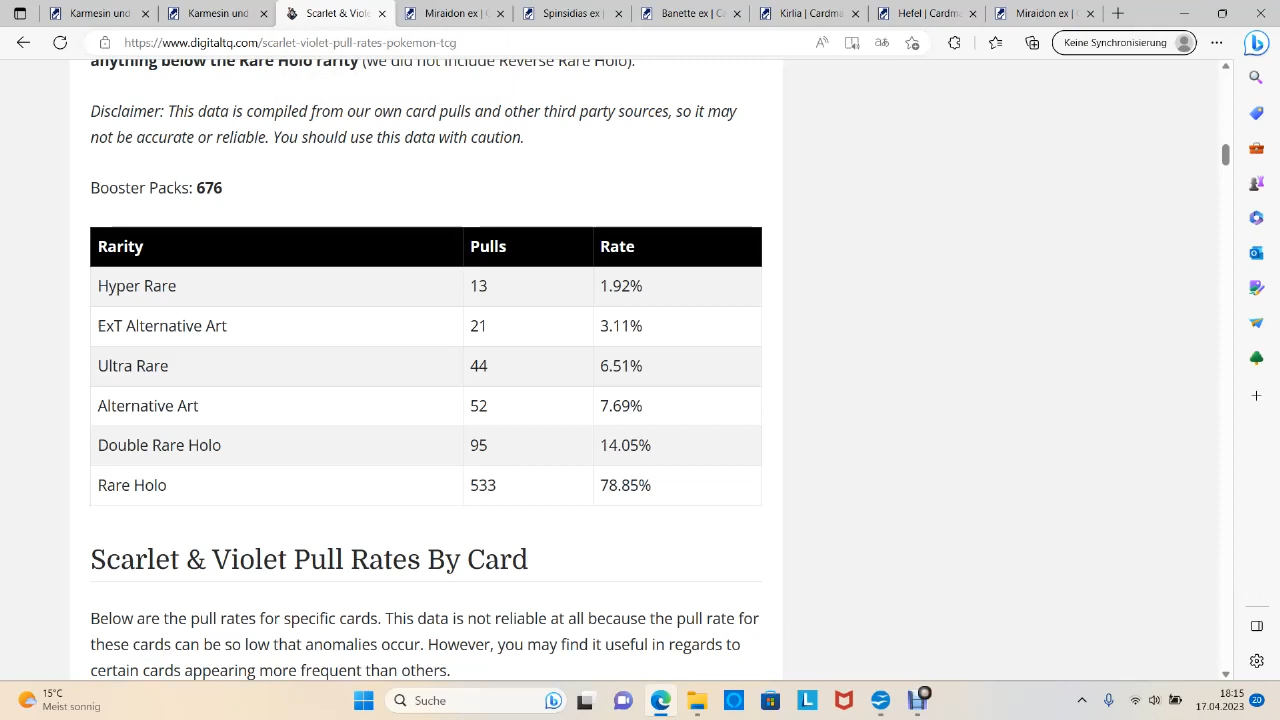 Karmesin und
Karmesin und
Scarlet & Viole
Miraidon ex | C
Spinsidias ex |
Banette ex | Ca
Kirlia | Cardma
Hefel | Cardmc
Miraidon ex | C
https://www.digitaltq.com/scarlet-violet-pull-rates-pokemon-tcg
Keine Synchronisierung
anything below the Rare Holo rarity (we did not include Reverse Rare Holo).
Disclaimer: This data is compiled from our own card pulls and other third party sources, so it may
not be accurate or reliable. You should use this data with caution.
Booster Packs: 676
Rarity Pulls Rate
Hyper Rare 13 1.92%
ExT Alternative Art 21 3.11%
Ultra Rare 44 6.51%
Alternative Art 52 7.69%
Double Rare Holo 95 14.05%
Rare Holo 533 78.85%
Scarlet & Violet Pull Rates By Card
Below are the pull rates for specific cards. This data is not reliable at all because the pull rate for
these cards can be so low that anomalies occur. However, you may find it useful in regards to
certain cards appearing more frequent than others.
15°C
Meist sonnig
Suche
18:15
17.04.2023
20